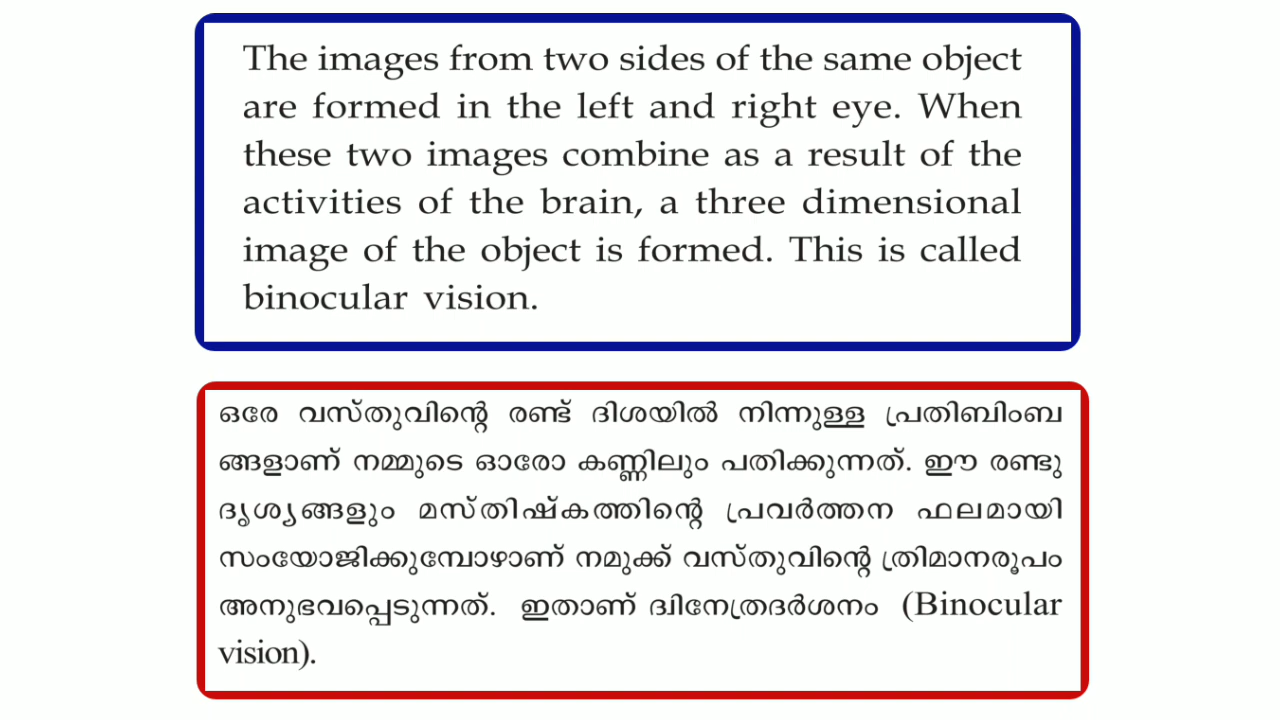 The images from two sides of the same object
are formed in the left and right eye. When
these two images combine as a result of the
activities of the brain, a three dimensional
image of the object is formed. This is called
binocular vision.
ഒരേ വസ്തുവിന്റെ രണ്ട് ദിശയിൽ നിന്നുള്ള പ്രതിബിംബ
ങ്ങളാണ് നമ്മുടെ ഓരോ കണ്ണിലും പതിക്കുന്നത്. ഈ രണ്ടു
ദൃശ്യങ്ങളും മസ്തിഷ്കത്തിന്റെ പ്രവർത്തന ഫലമായി
സംയോജിക്കുമ്പോഴാണ് നമുക്ക് വസ്തുവിന്റെ ത്രിമാനരൂപം
അനുഭവപ്പെടുന്നത്. ഇതാണ് ദ്വിനേത്രദർശനം (Binocular
vision).